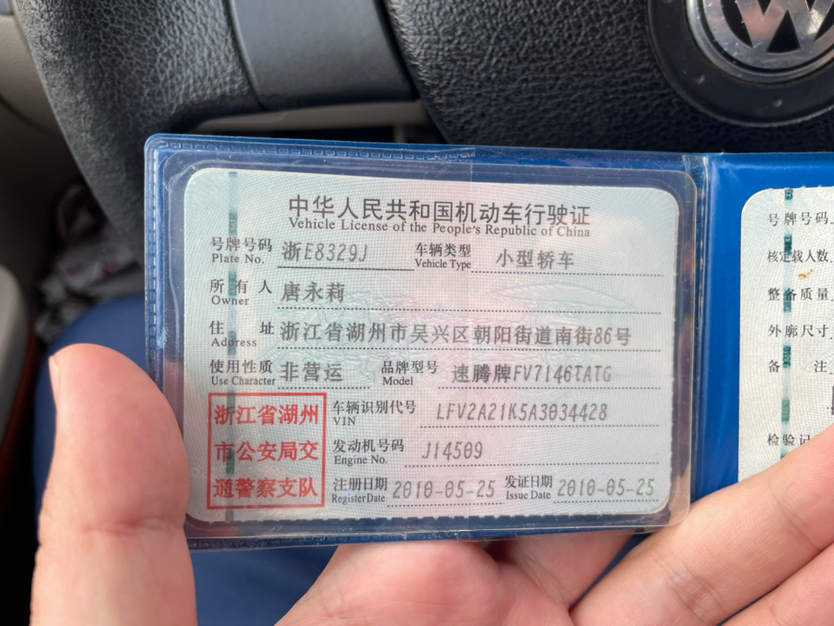 中华人民共和国机动车行驶证
Vehicle License of the People's Republic of China
号牌号码 浙E8329J 车辆类型 小型轿车
Plate No. Vehicle Type
所有人 唐永莉
Owner
住址 浙江省湖州市吴兴区朝阳街道南街86号
Address
使用性质 非营运 品牌型号 速腾牌FV7146TATG
Use Character Model
浙江省湖州
市公安局交
通警察支队
车辆识别代号 LFV2A21K5A3034428
VIN
发动机号码 J14509
Engine No.
注册日期 2010-05-25 发证日期 2010-05-25
Register Date Issue Date
号牌号码
核定载人数
整备质量
外廓尺寸
备注
检验记